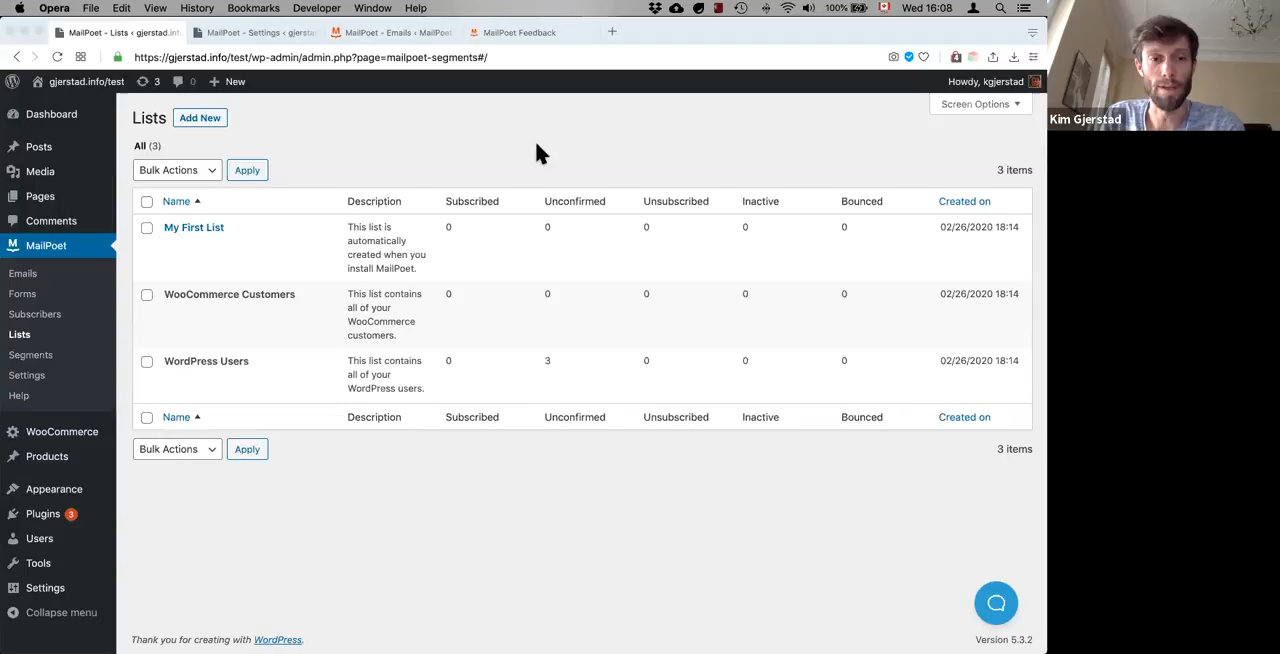 Opera File Edit View History Bookmarks Developer Window Help 100% Wed 16:08
MailPoet - Lists ‹ gjerstad.inf MailPoet - Settings ‹ gjerstad MailPoet - Emails ‹ MailPoet MailPoet Feedback
https://gjerstad.info/test/wp-admin/admin.php?page=mailpoet-segments#/
gjerstad.info/test 3 0 New Howdy, kgjerstad
Screen Options
Kim Gjerstad
Dashboard
Posts
Media
Pages
Comments
MailPoet
Emails
Forms
Subscribers
Lists
Segments
Settings
Help
WooCommerce
Products
Appearance
Plugins 3
Users
Tools
Settings
Collapse menu
Lists Add New
All (3)
Bulk Actions Apply 3 items
Name Description Subscribed Unconfirmed Unsubscribed Inactive Bounced Created on
My First List This list is 0 0 0 0 0 02/26/2020 18:14
automatically
created when you
install MailPoet.
WooCommerce Customers This list contains 0 0 0 0 0 02/26/2020 18:14
all of your
WooCommerce
customers.
WordPress Users This list contains 0 3 0 0 0 02/26/2020 18:14
all of your
WordPress users.
Name Description Subscribed Unconfirmed Unsubscribed Inactive Bounced Created on
Bulk Actions Apply 3 items
Thank you for creating with WordPress. Version 5.3.2